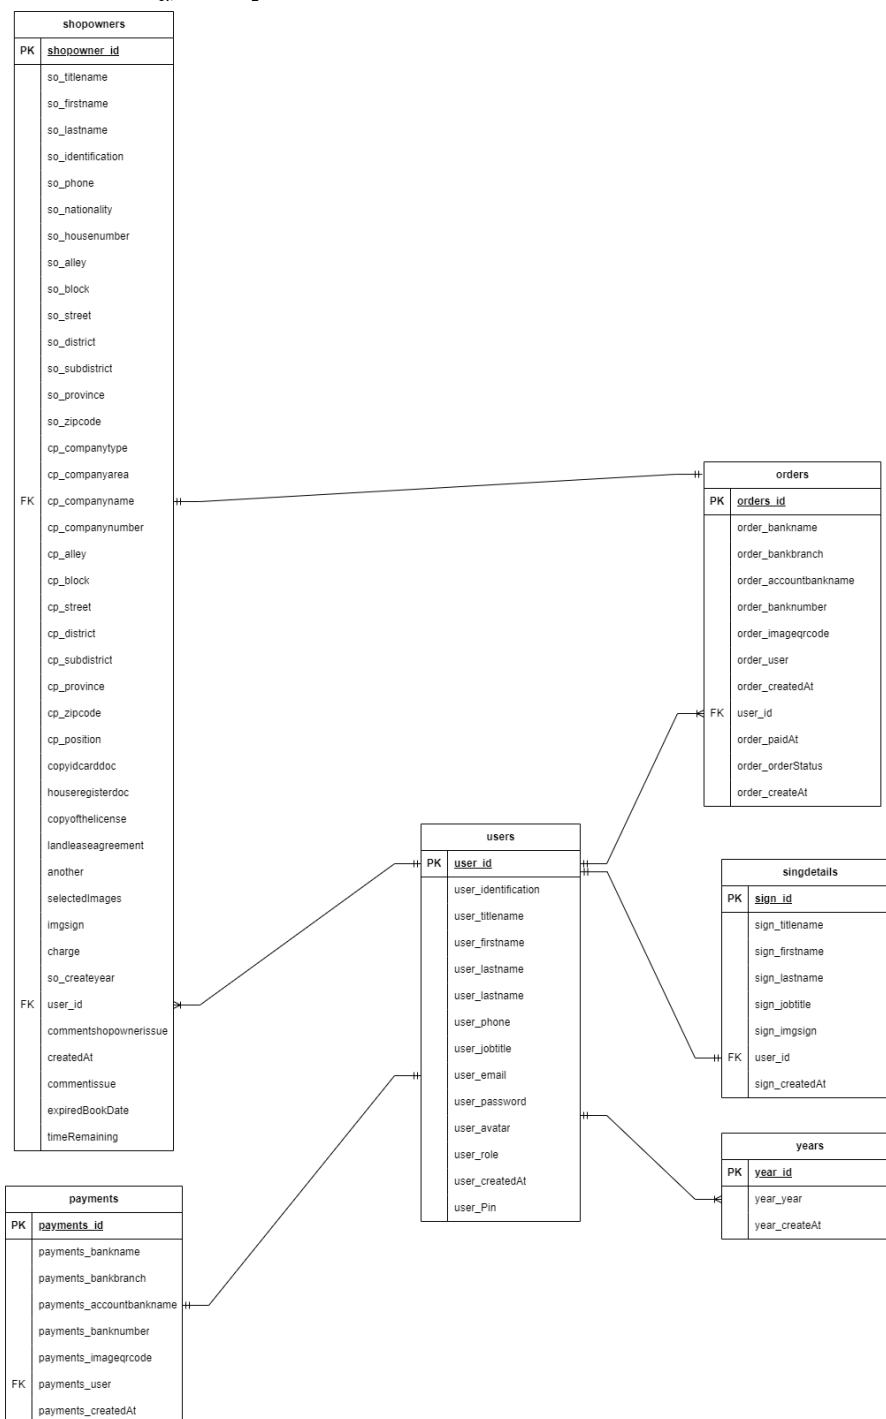 shopowners
PK shopowner_id
so_titlename
so_firstname
so_lastname
so_identification
so_phone
so_nationality
so_housenumber
so_alley
so_block
so_street
so_district
so_subdistrict
so_province
so_zipcode
cp_companytype
cp_companyarea
FK cp_companyname
cp_companynumber
cp_alley
cp_block
cp_street
cp_district
cp_subdistrict
cp_province
cp_zipcode
cp_position
copyidcarddoc
houseregisterdoc
copyofthelicense
landleaseagreement
another
selectedImages
imgsign
charge
so_createyear
FK user_id
commentshopownerissue
createdAt
commentissue
expiredBookDate
timeRemaining
payments
PK payments_id
payments_bankname
payments_bankbranch
payments_accountbankname
payments_banknumber
payments_imageqrcode
FK payments_user
payments_createdAt
users
PK user_id
user_identification
user_titlename
user_firstname
user_lastname
user_lastname
user_phone
user_jobtitle
user_email
user_password
user_avatar
user_role
user_createdAt
user_Pin
orders
PK orders_id
order_bankname
order_bankbranch
order_accountbankname
order_banknumber
order_imageqrcode
order_user
order_createdAt
FK user_id
order_paidAt
order_orderStatus
order_createAt
singdetails
PK sign_id
sign_titlename
sign_firstname
sign_lastname
sign_jobtitle
sign_imgsign
FK user_id
sign_createdAt
years
PK year_id
year_year
year_createAt